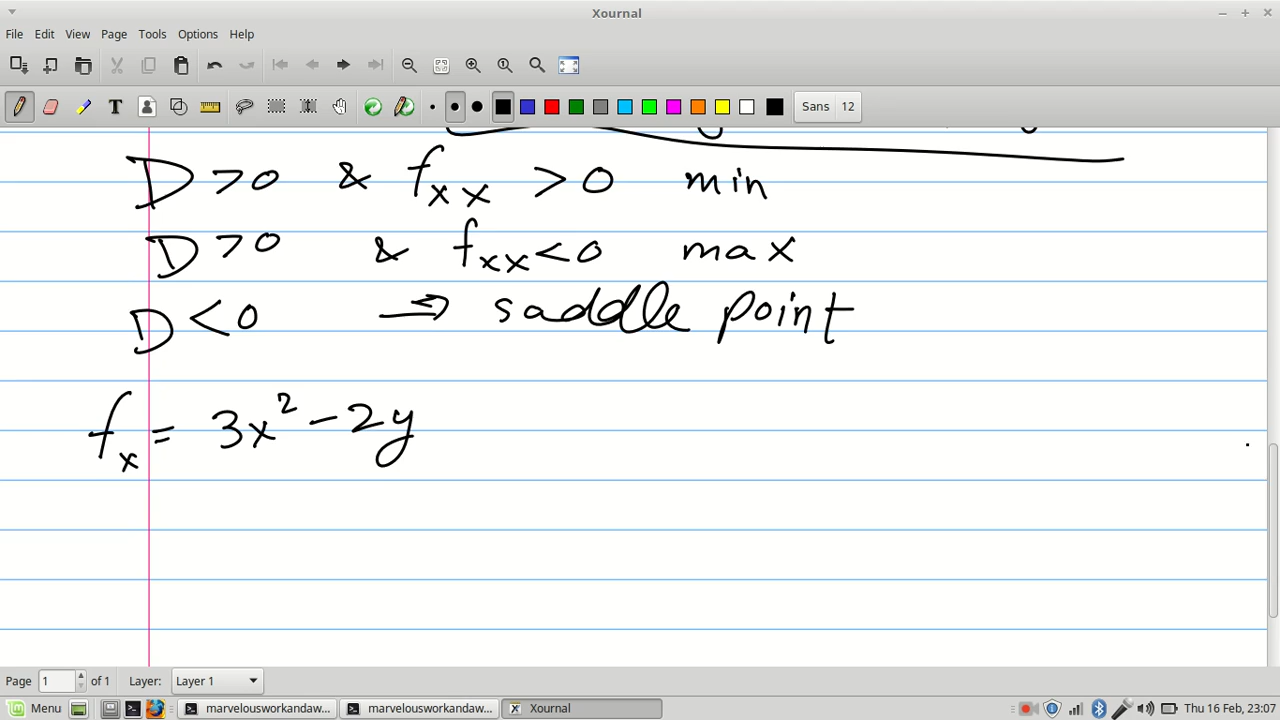 Xournal
File Edit View Page Tools Options Help
T Sans 12
D > 0 & fxx > 0 min
D > 0 & fxx < 0 max
D < 0 → saddle point
fx = 3x² - 2y
Page 1 of 1 Layer: Layer 1
Menu marvelousworkandaw... marvelousworkandaw... Xournal Thu 16 Feb, 23:07